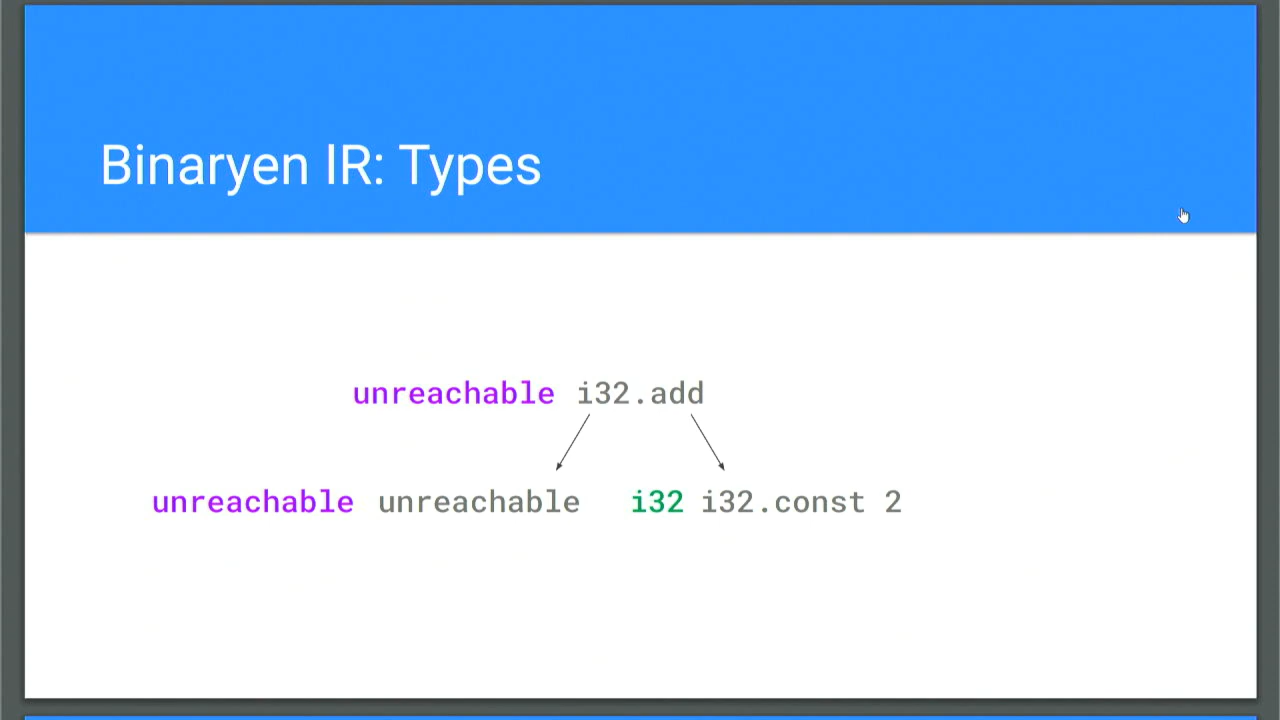 Binaryen IR: Types
unreachable i32.add
unreachable unreachable i32 i32.const 2